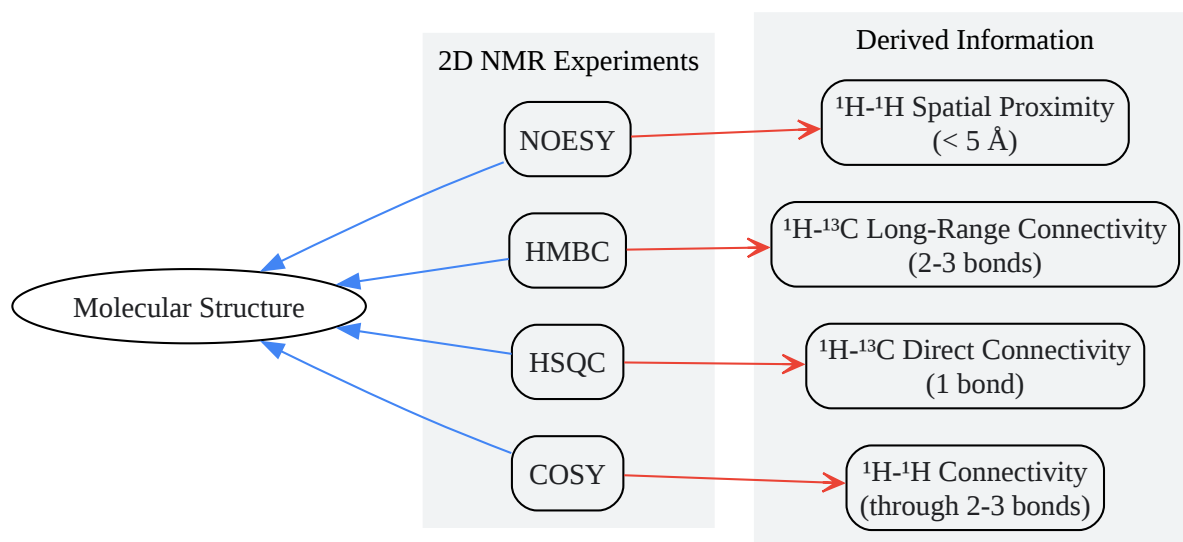 2D NMR Experiments
Derived Information
NOESY
¹H-¹H Spatial Proximity
(< 5 Å)
HMBC
¹H-¹³C Long-Range Connectivity
(2-3 bonds)
Molecular Structure
HSQC
¹H-¹³C Direct Connectivity
(1 bond)
COSY
¹H-¹H Connectivity
(through 2-3 bonds)